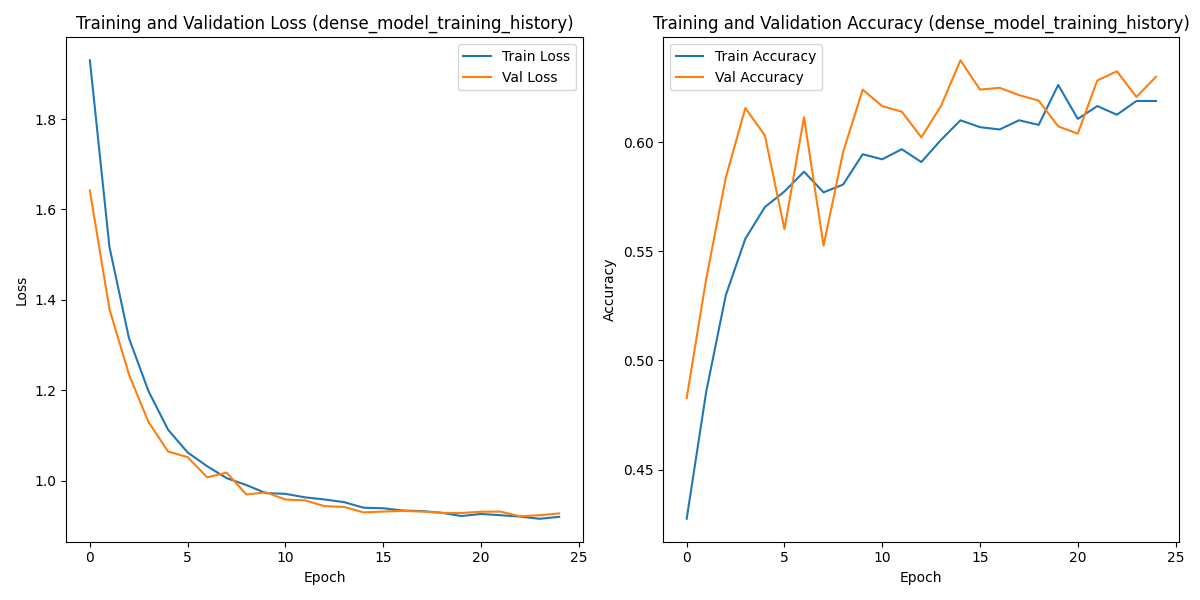 Training and Validation Loss (dense_model_training_history)
Train Loss
Val Loss
1.8
1.6
1.4
1.2
1.0
Loss
0
5
10
15
20
25
Epoch
Training and Validation Accuracy (dense_model_training_history)
Train Accuracy
Val Accuracy
0.60
0.55
0.50
0.45
Accuracy
0
5
10
15
20
25
Epoch